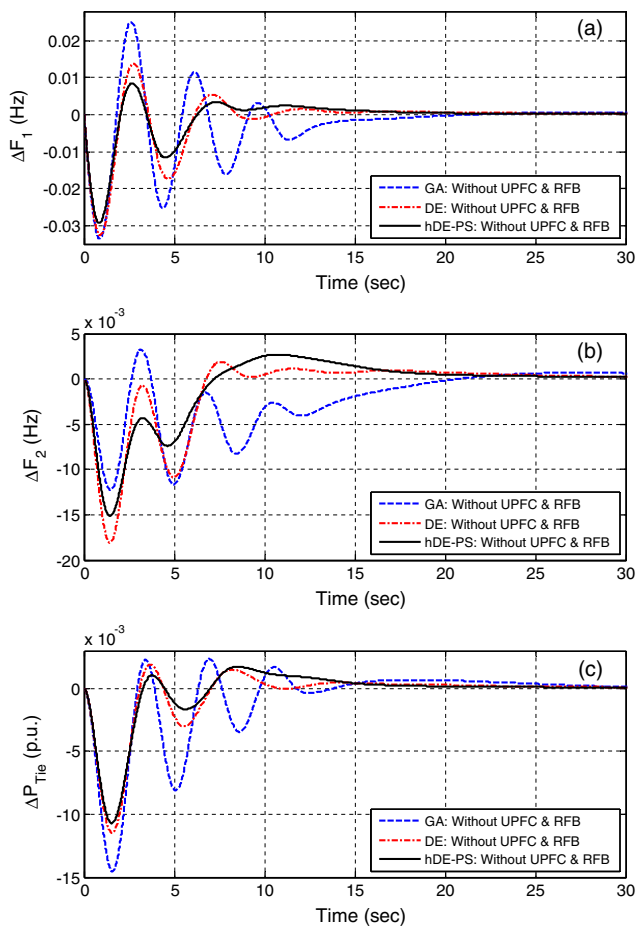 (a)
0.02
0.01
0
-0.01
-0.02
-0.03
ΔF1 (Hz)
GA: Without UPFC & RFB
DE: Without UPFC & RFB
hDE-PS: Without UPFC & RFB
0 5 10 15 20 25 30
Time (sec)
x 10-3
(b)
5
0
-5
-10
-15
-20
ΔF2 (Hz)
GA: Without UPFC & RFB
DE: Without UPFC & RFB
hDE-PS: Without UPFC & RFB
0 5 10 15 20 25 30
Time (sec)
x 10-3
(c)
0
-5
-10
-15
ΔPTie (p.u.)
GA: Without UPFC & RFB
DE: Without UPFC & RFB
hDE-PS: Without UPFC & RFB
0 5 10 15 20 25 30
Time (sec)